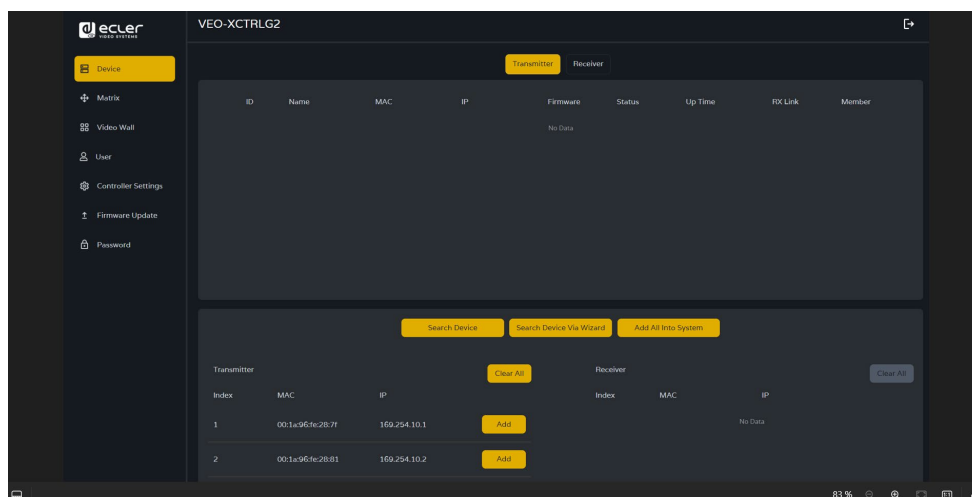 ecler
VIDEO SYSTEMS
VEO-XCTRLG2
Device
Matrix
Video Wall
User
Controller Settings
Firmware Update
Password
Transmitter Receiver
ID Name MAC IP Firmware Status Up Time RX Link Member
No Data
Search Device Search Device Via Wizard Add All Into System
Transmitter Clear All
Index MAC IP
1 00:1a:96:fe:28:7f 169.254.10.1 Add
2 00:1a:96:fe:28:81 169.254.10.2 Add
Receiver Clear All
Index MAC IP
No Data
83 %